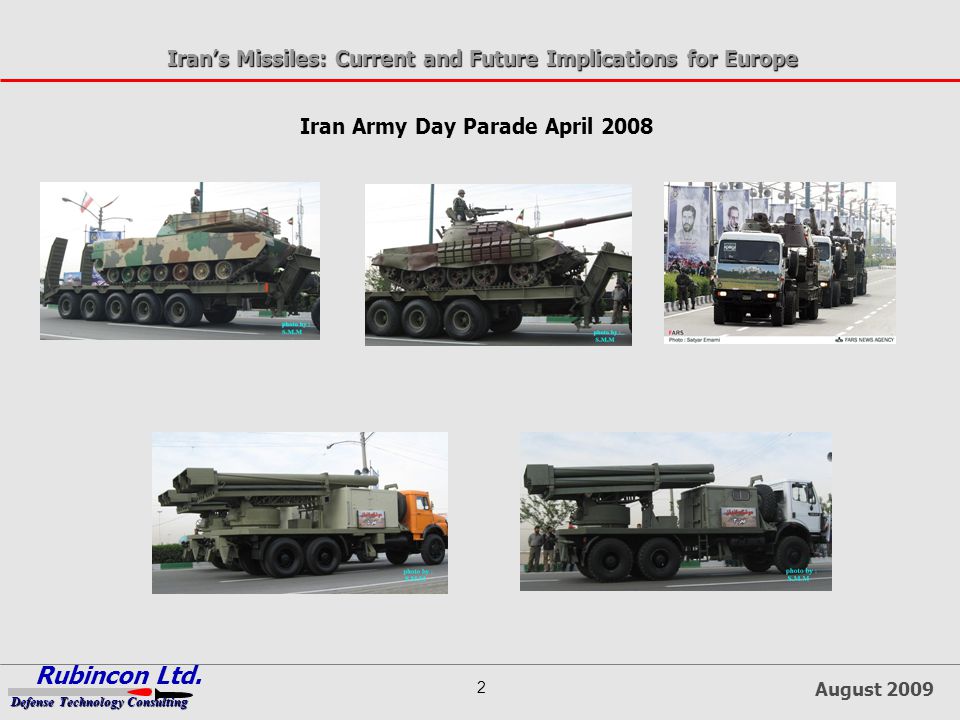 Iran’s Missiles: Current and Future Implications for Europe
Iran Army Day Parade April 2008
photo by :
S.M.M
photo by :
S.M.M
FARS
Photo : Satyar Emami
FARS NEWS AGENCY
photo by :
S.M.M
photo by :
S.M.M
Rubincon Ltd.
Defense Technology Consulting
2
August 2009